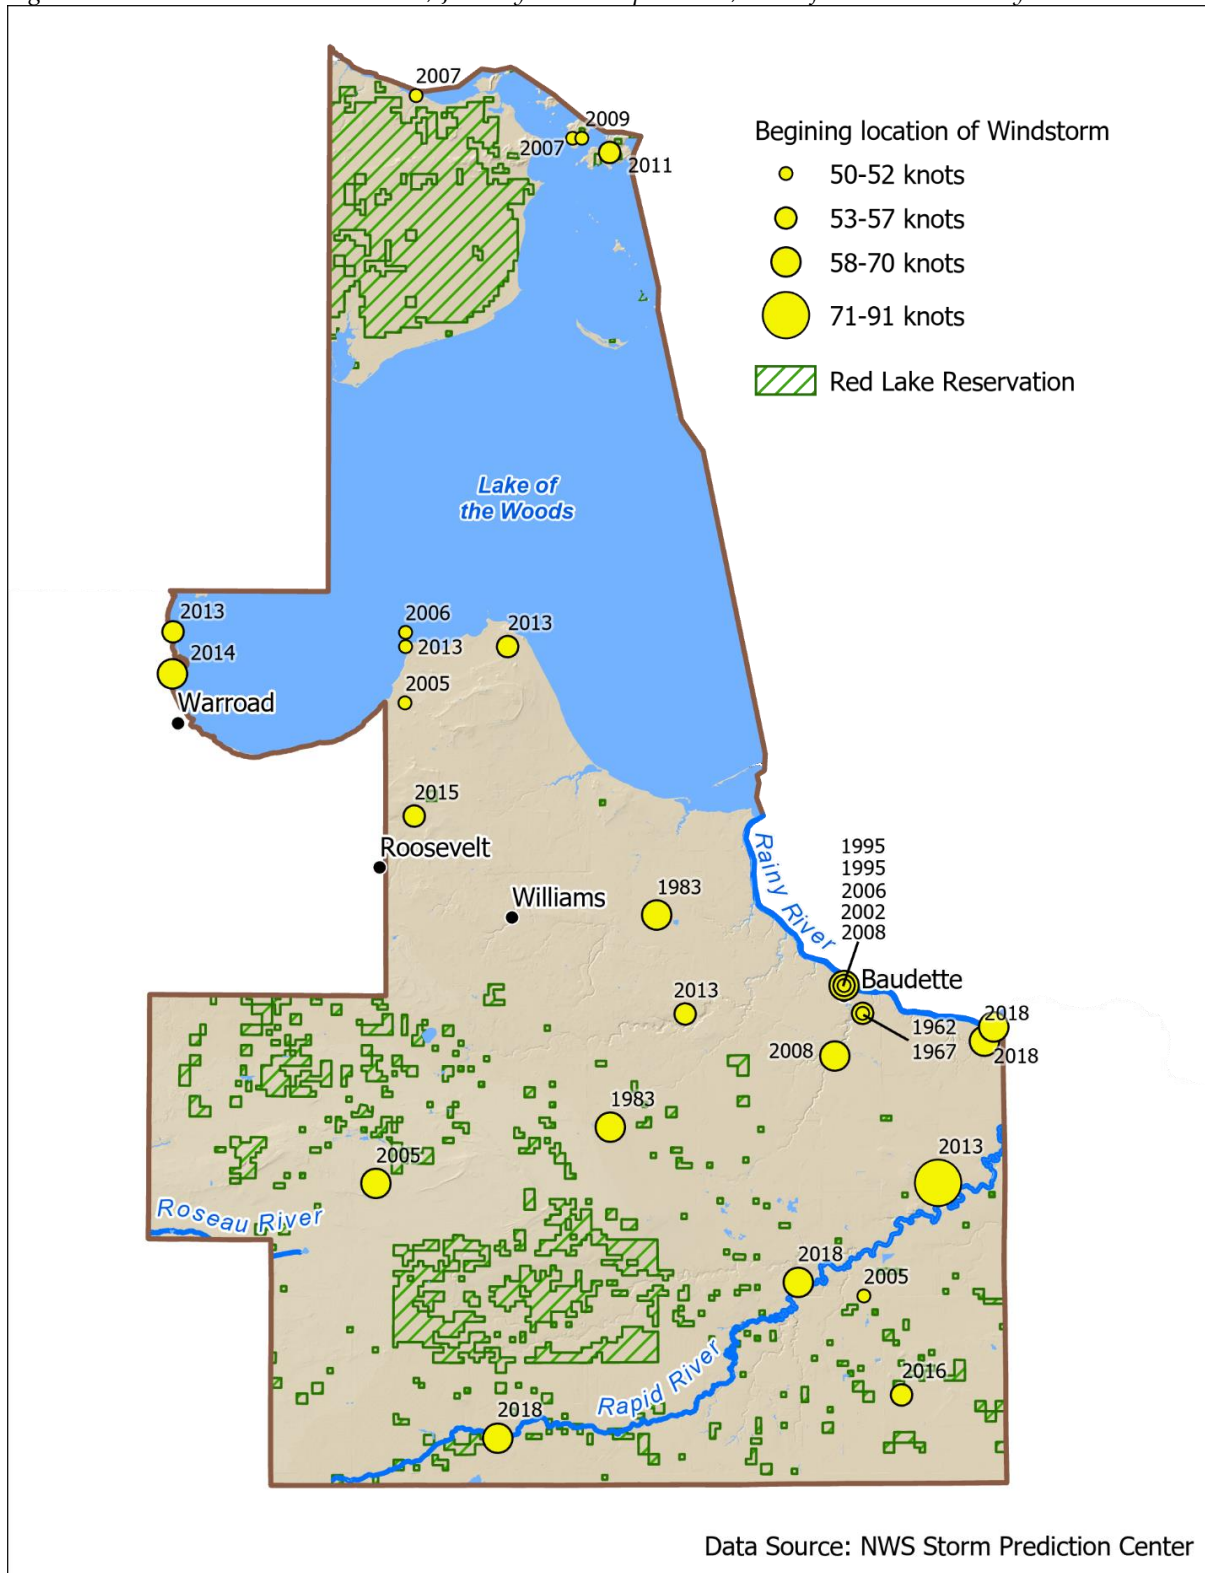 2007
2009
2007
2011
Begining location of Windstorm
50-52 knots
53-57 knots
58-70 knots
71-91 knots
Red Lake Reservation
Lake of
the Woods
2013
2014
Warroad
2006
2013
2013
2005
2015
Roosevelt
Williams
1983
Rainy River
1995
1995
2006
2002
2008
Baudette
2013
1962
1967
2018
2018
2008
1983
2005
2013
Roseau River
2018
2005
Rapid River
2016
2018
Data Source: NWS Storm Prediction Center